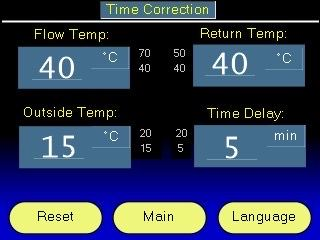 Time Correction
Flow Temp:
Return Temp:
40 °C
70
40
50
40
40 °C
Outside Temp:
Time Delay:
15 °C
20
15
20
5
5 min
Reset
Main
Language